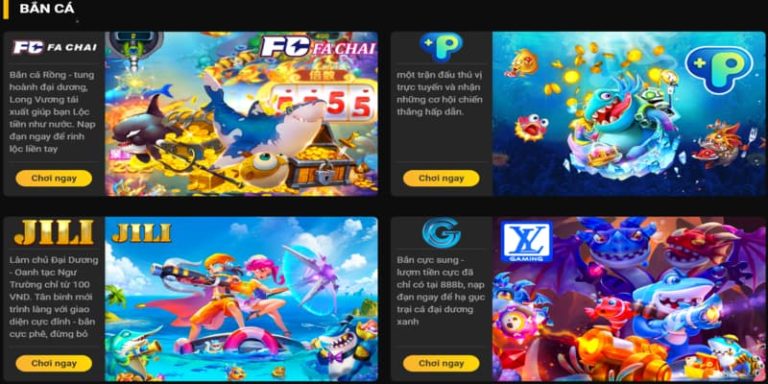 BẮN CÁ
FC FA CHAI
Bắn cá Rồng - tung
hoành đại dương,
Long Vương tái
xuất giúp bạn Lộc
tiền như nước. Nạp
đạn ngay để rinh
lộc liền tay
Chơi ngay
FC FA CHAI
倍數
55
+P
một trận đấu thú vị
trực tuyến và nhận
những cơ hội chiến
thắng hấp dẫn.
Chơi ngay
+P
JILI
Làm chủ Đại Dương
- Oanh tạc Ngư
Trường chỉ từ 100
VND. Tân binh mới
trình làng với giao
diện cực đỉnh - bắn
cực phê, đừng bỏ
Chơi ngay
JILI
Bắn cực sung -
lượm tiền cực đã
chỉ có tại 888b, nạp
đạn ngay để hạ gục
trại cá đại dương
xanh
Chơi ngay
GAMING